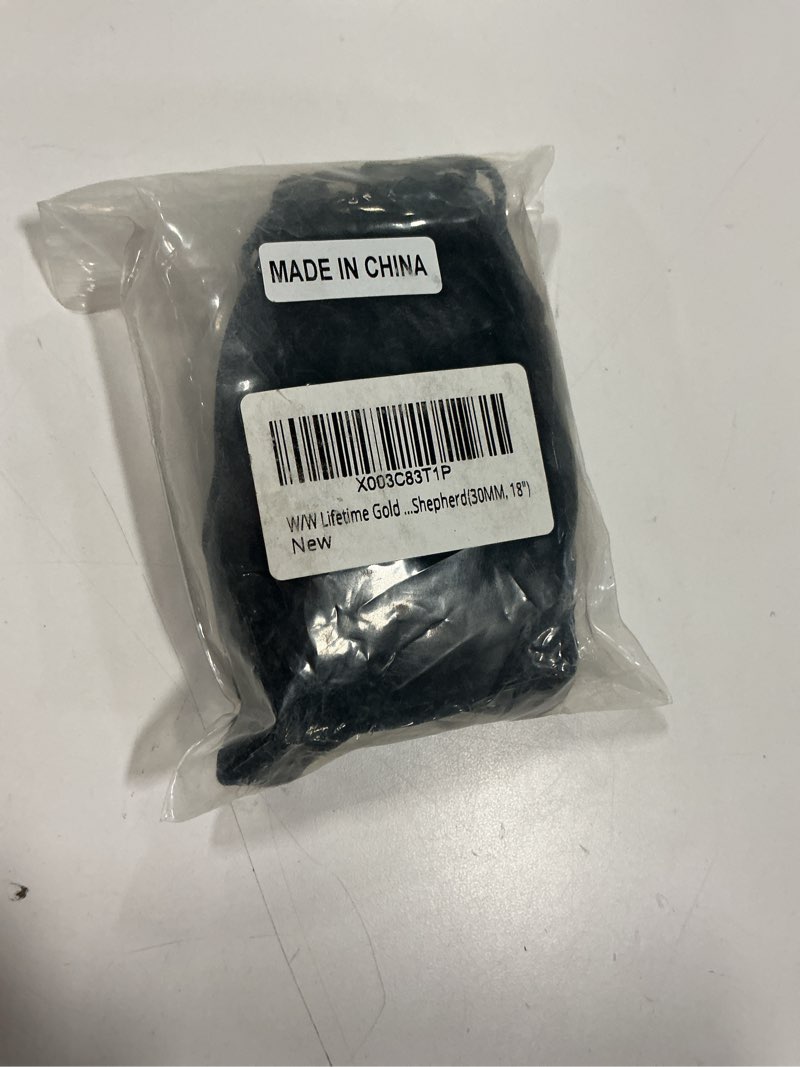 MADE IN CHINA
X003C83T1P
W/W Lifetime Gold ...Shepherd(30MM, 18")
New